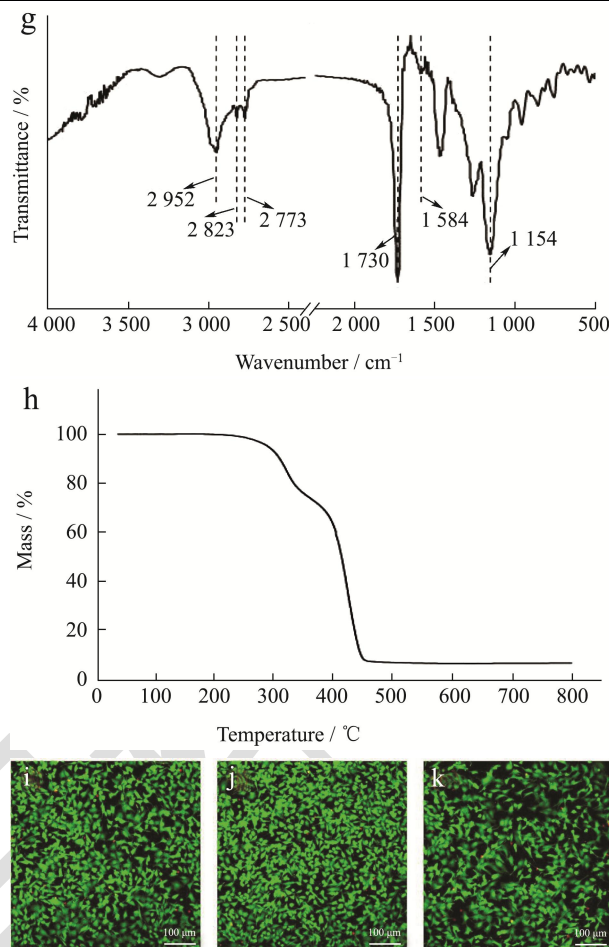 g
Transmittance / %
2 952
2 823
2 773
1 730
1 584
1 154
4 000 3 500 3 000 2 500 2 000 1 500 1 000 500
Wavenumber / cm⁻¹
h
Mass / %
100
80
60
40
20
0
0 100 200 300 400 500 600 700 800
Temperature / ℃
i j k
100 μm 100 μm 100 μm